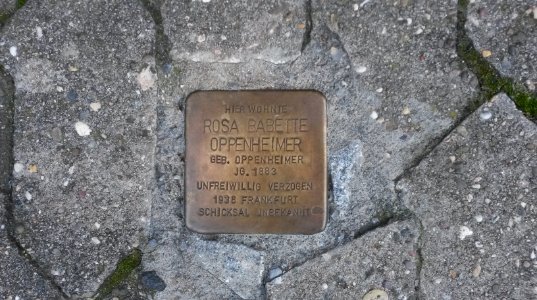 HIER WOHNTE
ROSA BABETTE
OPPENHEIMER
GEB. OPPENHEIMER
JG. 1883
UNFREIWILLIG VERZOGEN
1938 FRANKFURT
SCHICKSAL UNBEKANNT